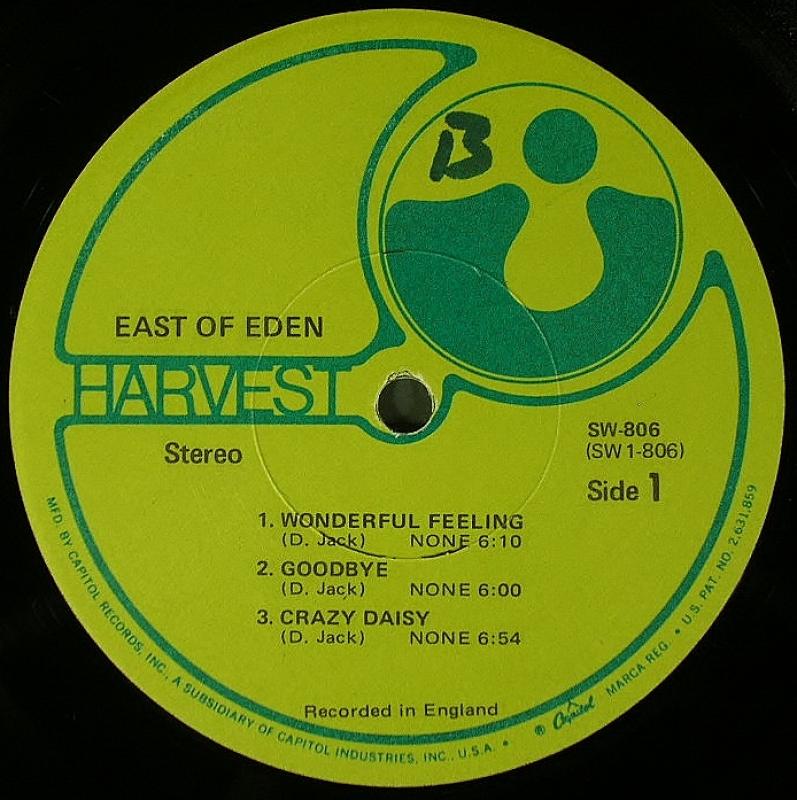 B
EAST OF EDEN
HARVEST
Stereo
SW-806
(SW 1-806)
Side 1
1. WONDERFUL FEELING
(D. Jack) NONE 6:10
2. GOODBYE
(D. Jack) NONE 6:00
3. CRAZY DAISY
(D. Jack) NONE 6:54
Recorded in England
MFD. BY CAPITOL RECORDS, INC., A SUBSIDIARY OF CAPITOL INDUSTRIES, INC., U.S.A. • ® Capitol MARCA REG. • U.S. PAT. NO. 2,631,859